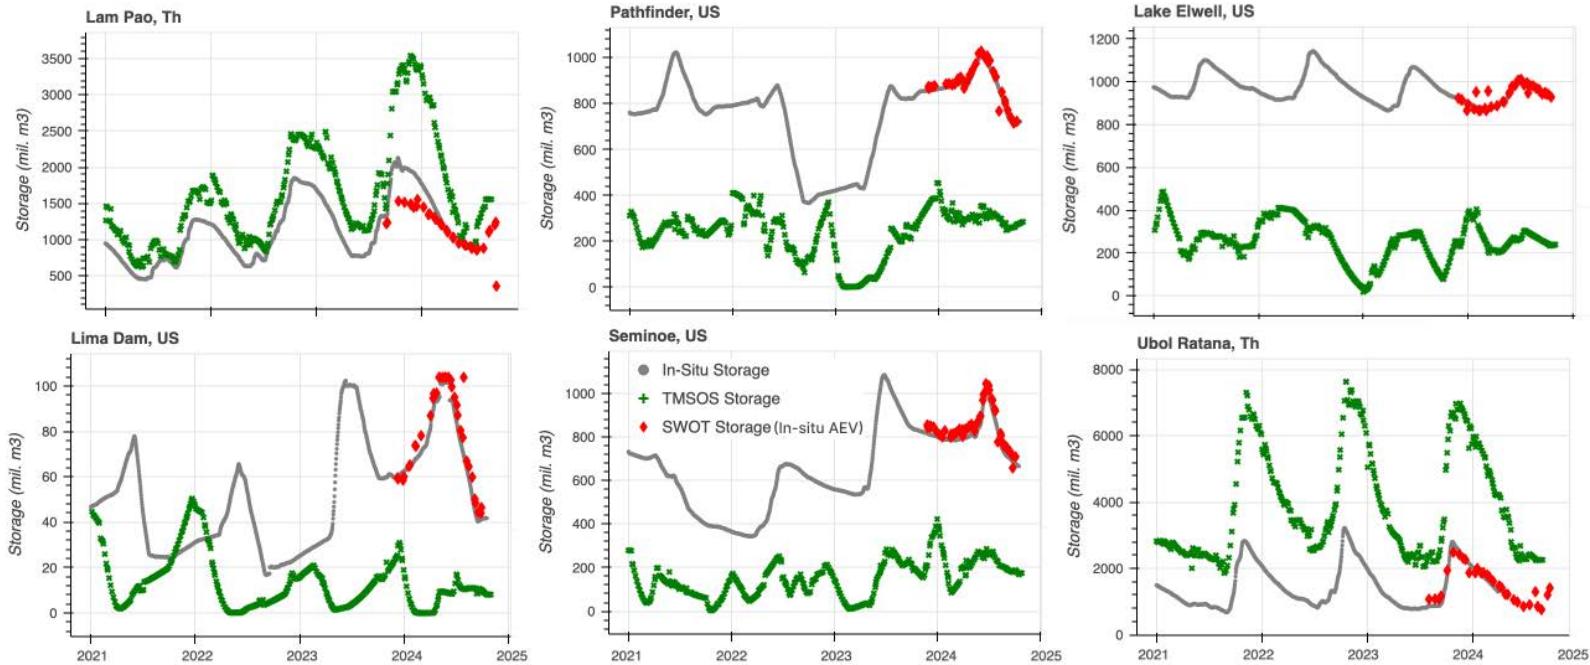 Lam Pao, Th
Storage (mil. m3)
3500
3000
2500
2000
1500
1000
500
Pathfinder, US
Storage (mil. m3)
1000
800
600
400
200
0
Lake Elwell, US
Storage (mil. m3)
1200
1000
800
600
400
200
0
Lima Dam, US
Storage (mil. m3)
100
80
60
40
20
0
2021 2022 2023 2024 2025
Seminoe, US
In-Situ Storage
TMSOS Storage
SWOT Storage (In-situ AEV)
Storage (mil. m3)
1000
800
600
400
200
0
2021 2022 2023 2024 2025
Ubol Ratana, Th
Storage (mil. m3)
8000
6000
4000
2000
0
2021 2022 2023 2024 2025